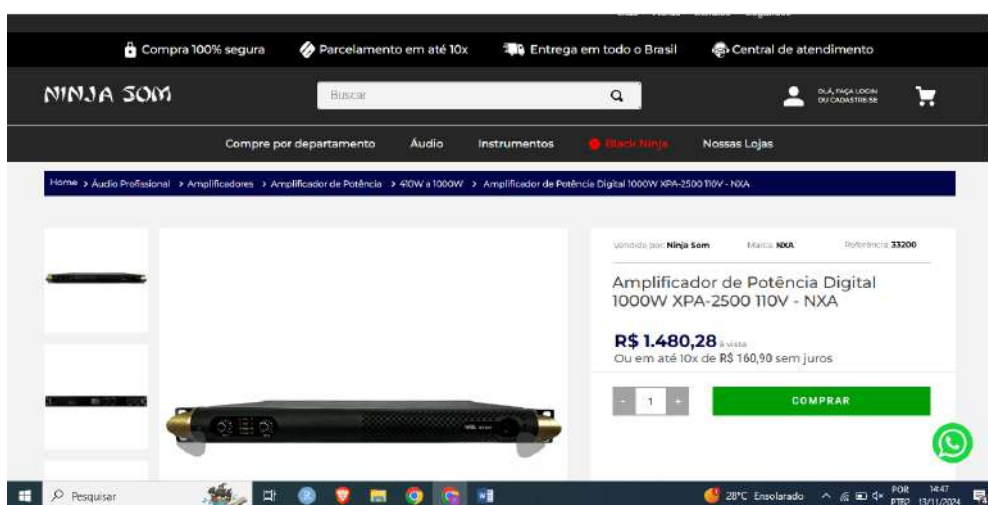 Compra 100% segura
Parcelamento em até 10x
Entrega em todo o Brasil
Central de atendimento
NINJA SOM
Buscar
OLÁ, FAÇA LOGIN
OU CADASTRE-SE
Compre por departamento
Áudio
Instrumentos
Black Ninja
Nossas Lojas
Home > Áudio Profissional > Amplificadores > Amplificador de Potência > 410W a 1000W > Amplificador de Potência Digital 1000W XPA-2500 110V - NXA
Vendido por: Ninja Som
Marca: NXA
Referência: 33200
Amplificador de Potência Digital
1000W XPA-2500 110V - NXA
R$ 1.480,28 à vista
Ou em até 10x de R$ 160,90 sem juros
- 1 +
COMPRAR
Pesquisar
28°C Ensolarado
POR
PTB2
14:47
13/11/2024